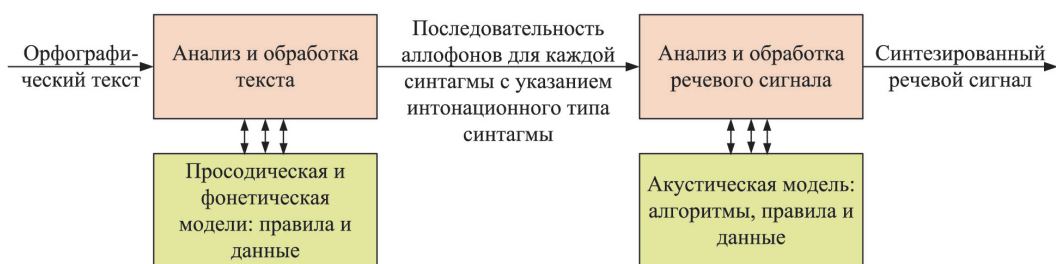 Орфографи-
ческий текст
Анализ и обработка
текста
Последовательность
аллофонов для каждой
синтагмы с указанием
интонационного типа
синтагмы
Анализ и обработка
речевого сигнала
Синтезированный
речевой сигнал
Просодическая и
фонетическая
модели: правила и
данные
Акустическая модель:
алгоритмы, правила и
данные